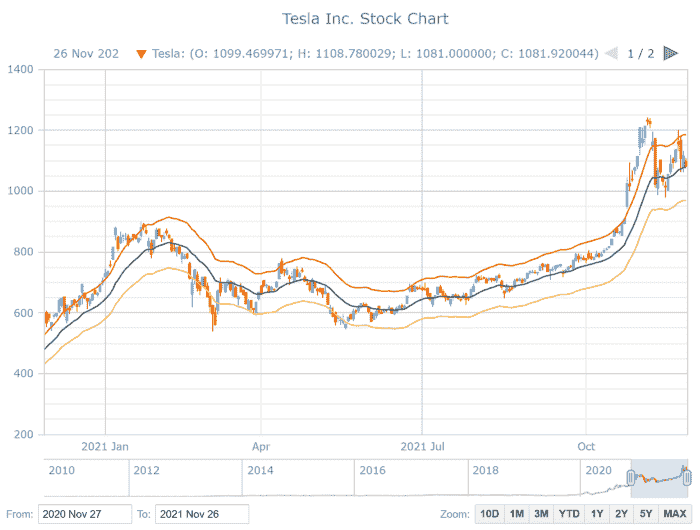 Tesla Inc. Stock Chart
26 Nov 202 Tesla: (O: 1099.469971; H: 1108.780029; L: 1081.000000; C: 1081.920044) 1 / 2
1400
1200
1000
800
600
400
200
2021 Jan Apr 2021 Jul Oct
2010 2012 2014 2016 2018 2020
From: 2020 Nov 27 To: 2021 Nov 26 Zoom: 10D 1M 3M YTD 1Y 2Y 5Y MAX